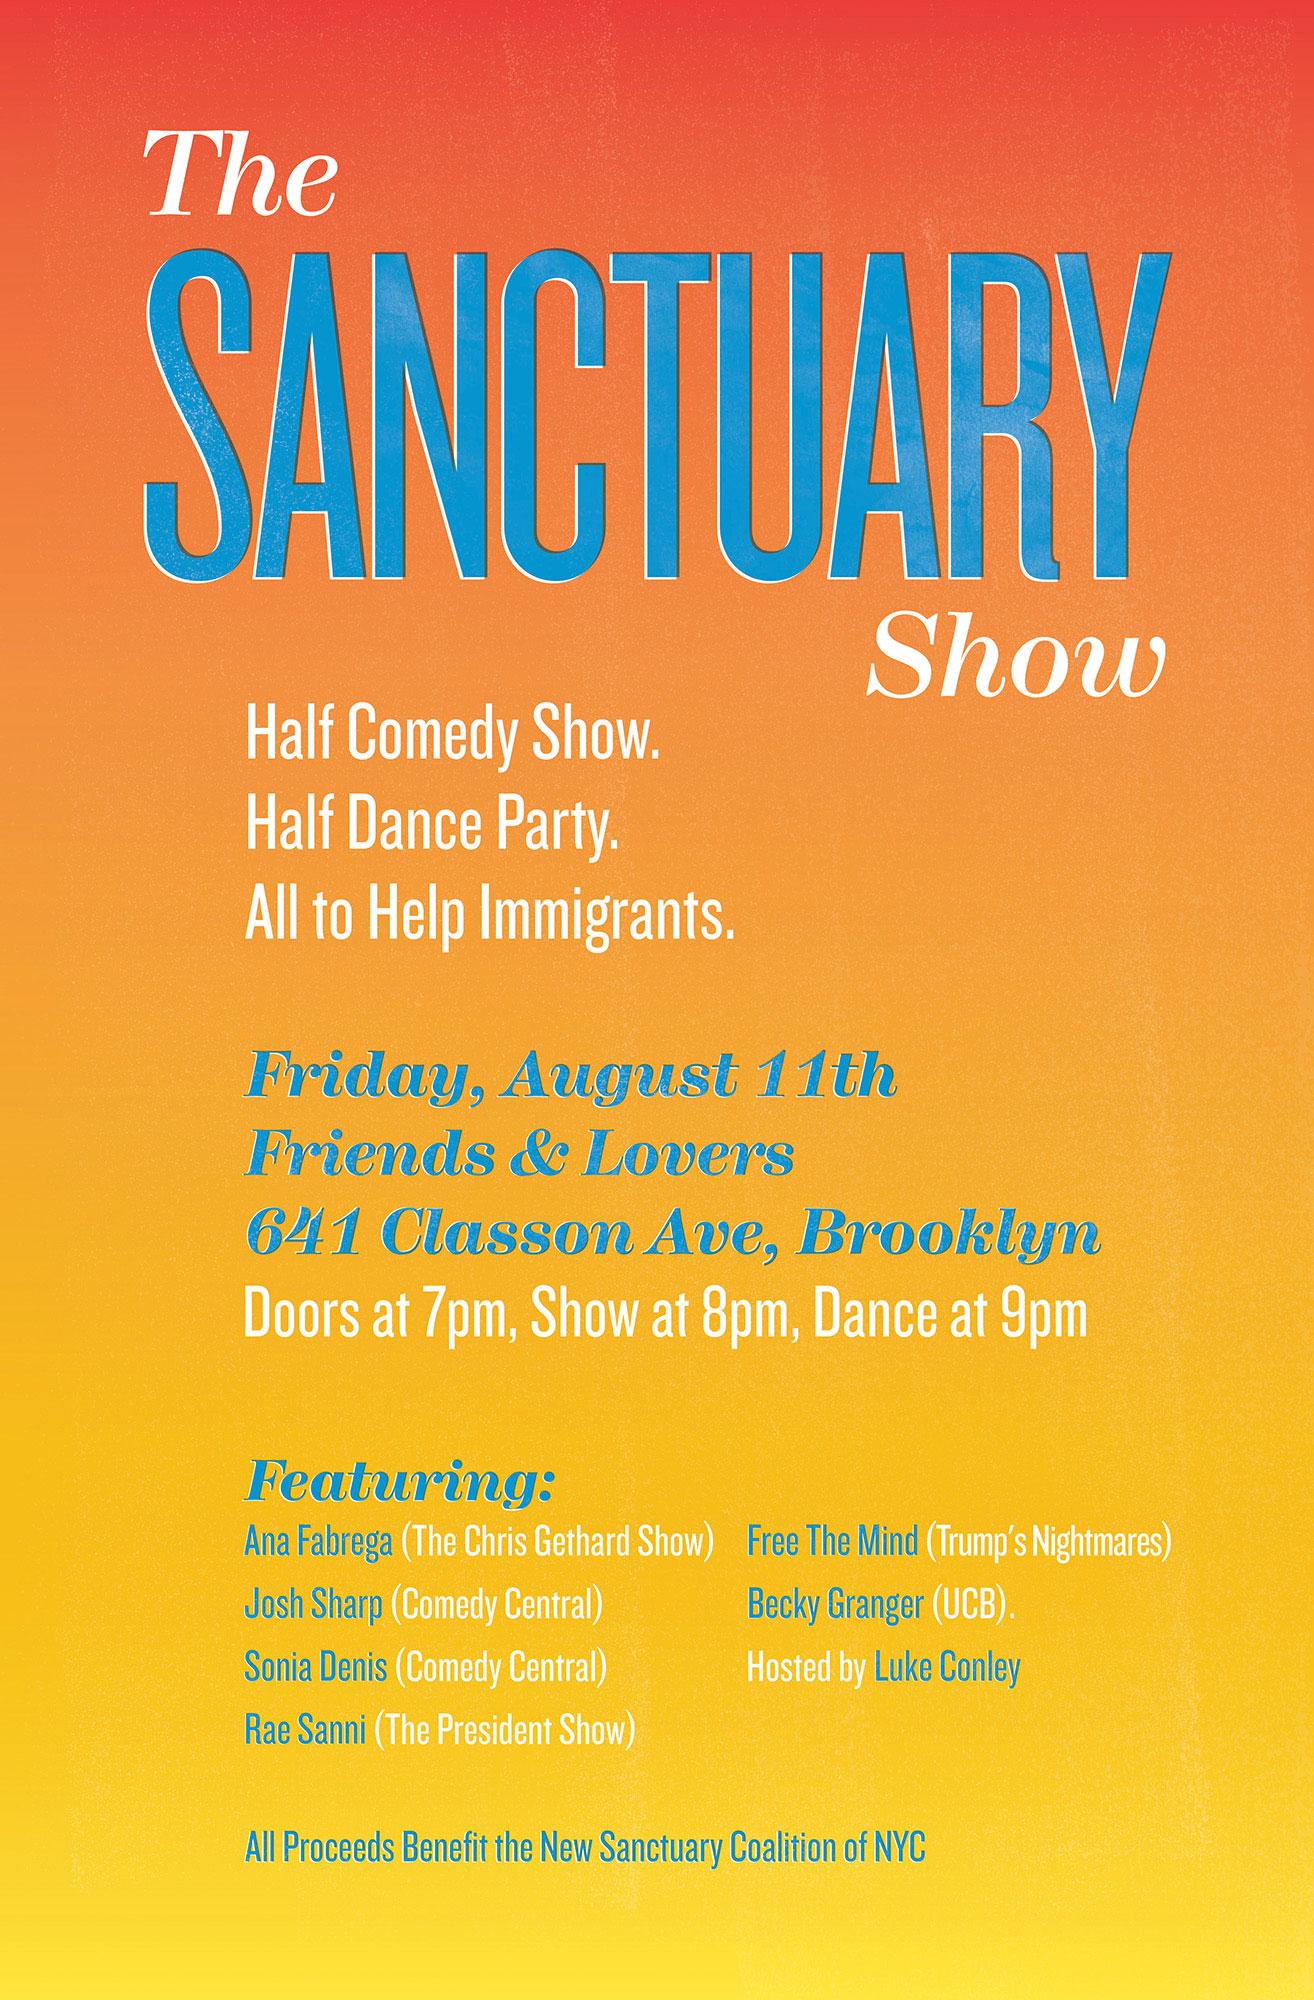 The
SANCTUARY
Show
Half Comedy Show.
Half Dance Party.
All to Help Immigrants.
Friday, August 11th
Friends & Lovers
641 Classon Ave, Brooklyn
Doors at 7pm, Show at 8pm, Dance at 9pm
Featuring:
Ana Fabrega (The Chris Gethard Show)
Josh Sharp (Comedy Central)
Sonia Denis (Comedy Central)
Rae Sanni (The President Show)
Free The Mind (Trump's Nightmares)
Becky Granger (UCB).
Hosted by Luke Conley
All Proceeds Benefit the New Sanctuary Coalition of NYC